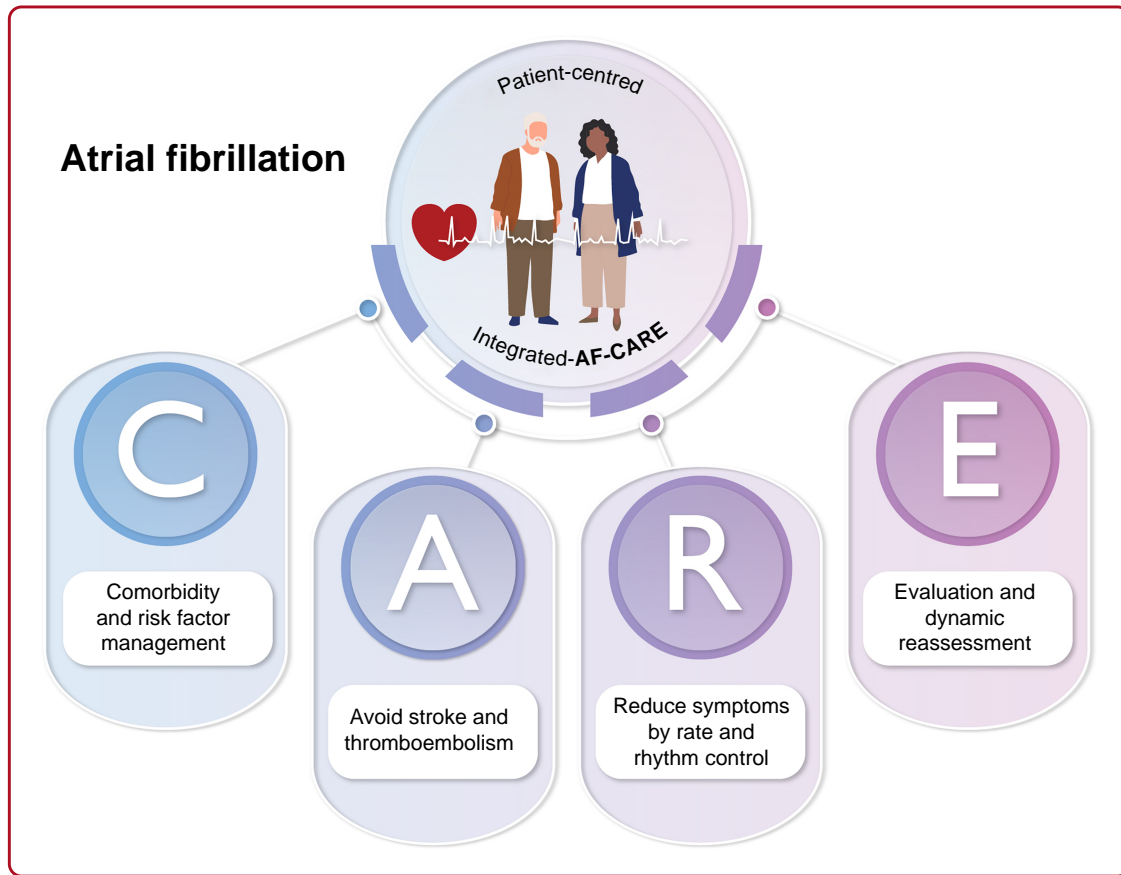 Atrial fibrillation
Patient-centred
Integrated-AF-CARE
C
Comorbidity
and risk factor
management
A
Avoid stroke and
thromboembolism
R
Reduce symptoms
by rate and
rhythm control
E
Evaluation and
dynamic
reassessment